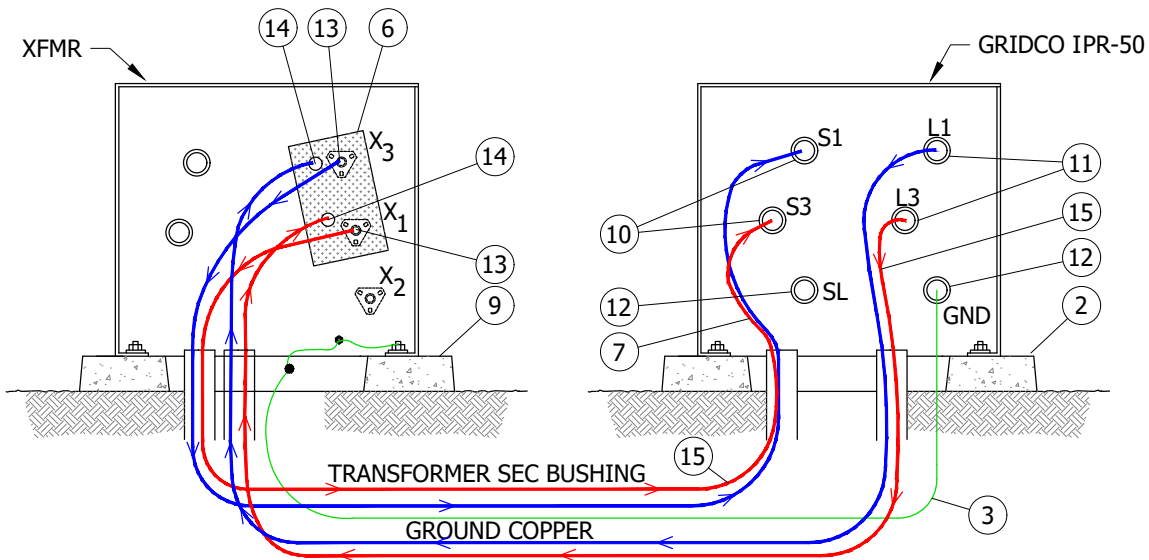 14
13
6
XFMR
GRIDCO IPR-50
X3
14
S1
L1
11
X1
S3
L3
15
10
13
X2
12
12
SL
GND
9
2
7
TRANSFORMER SEC BUSHING
15
GROUND COPPER
3